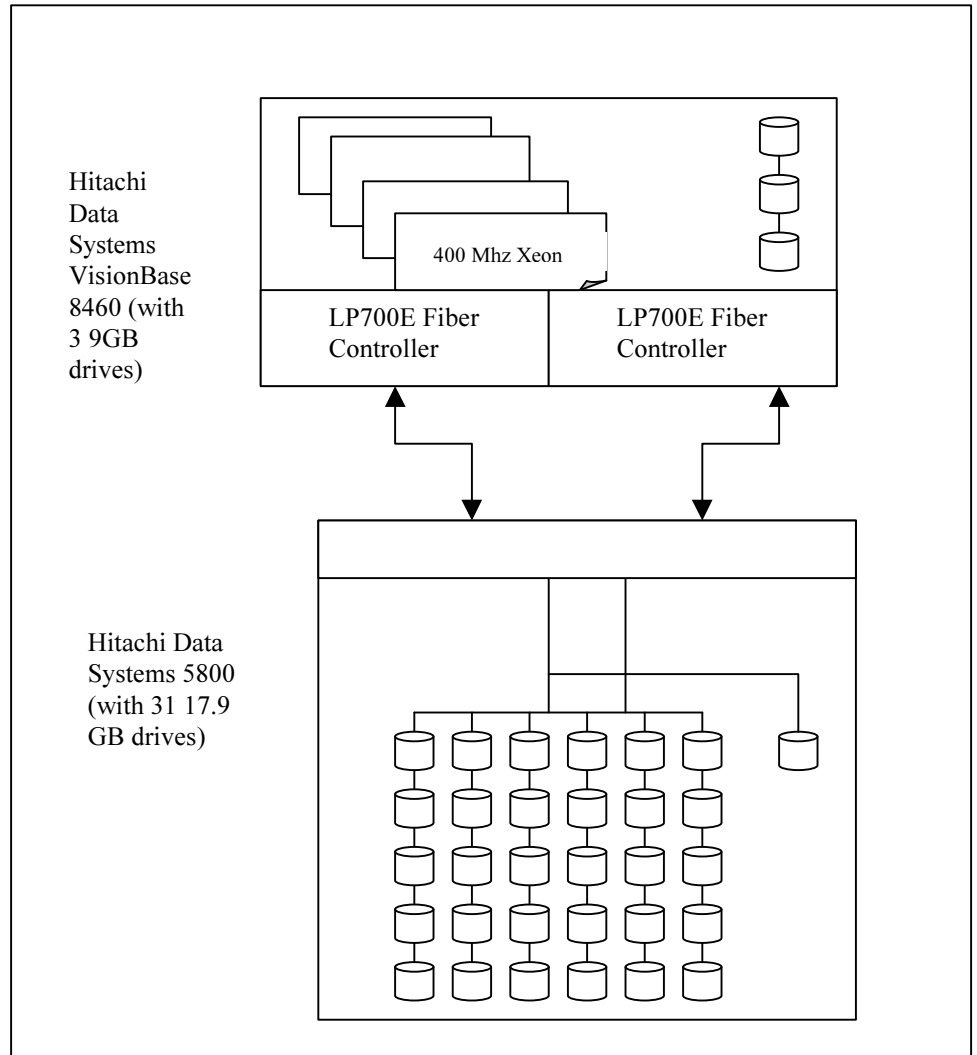 Hitachi
Data
Systems
VisionBase
8460 (with
3 9GB
drives)
400 Mhz Xeon
LP700E Fiber
Controller
LP700E Fiber
Controller
Hitachi Data
Systems 5800
(with 31 17.9
GB drives)